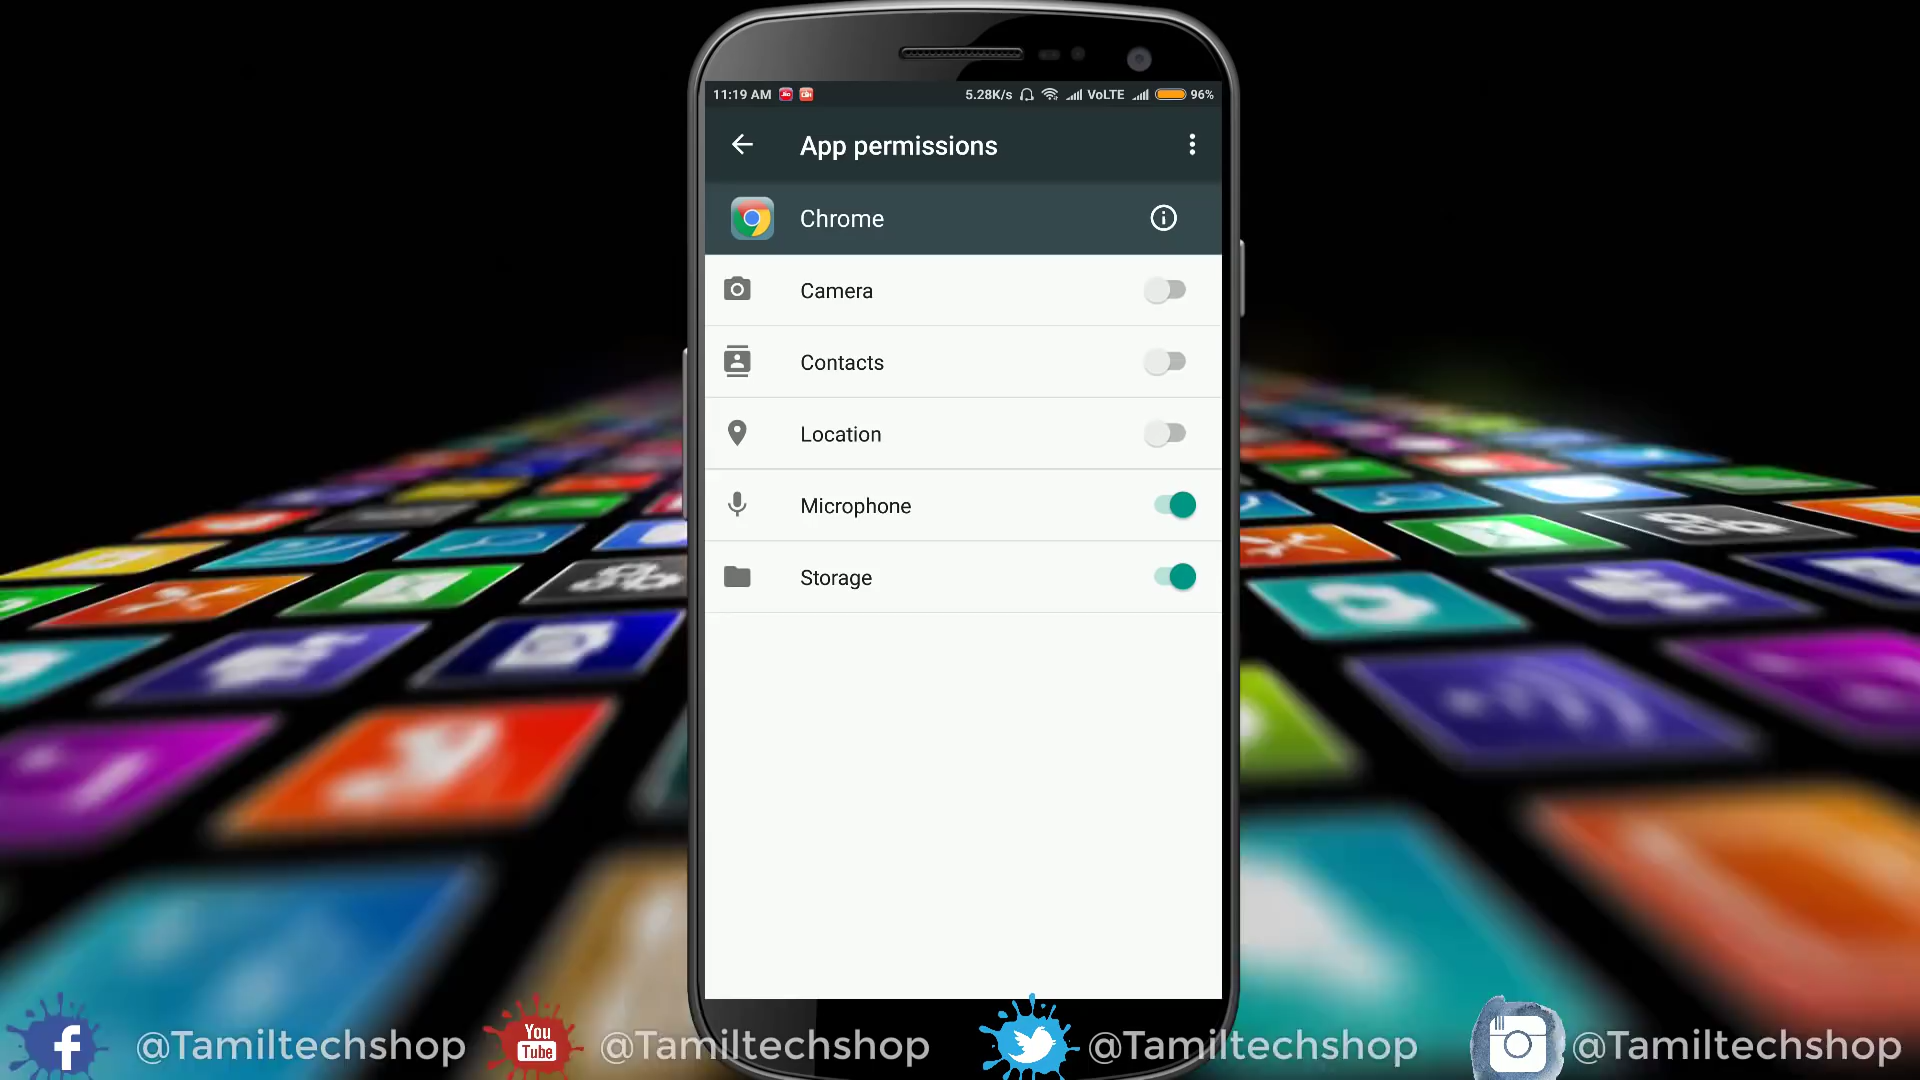 11:19 AM 5.28K/s VoLTE 96%
App permissions
Chrome
Camera
Contacts
Location
Microphone
Storage
@Tamiltechshop You Tube @Tamiltechshop @Tamiltechshop @Tamiltechshop